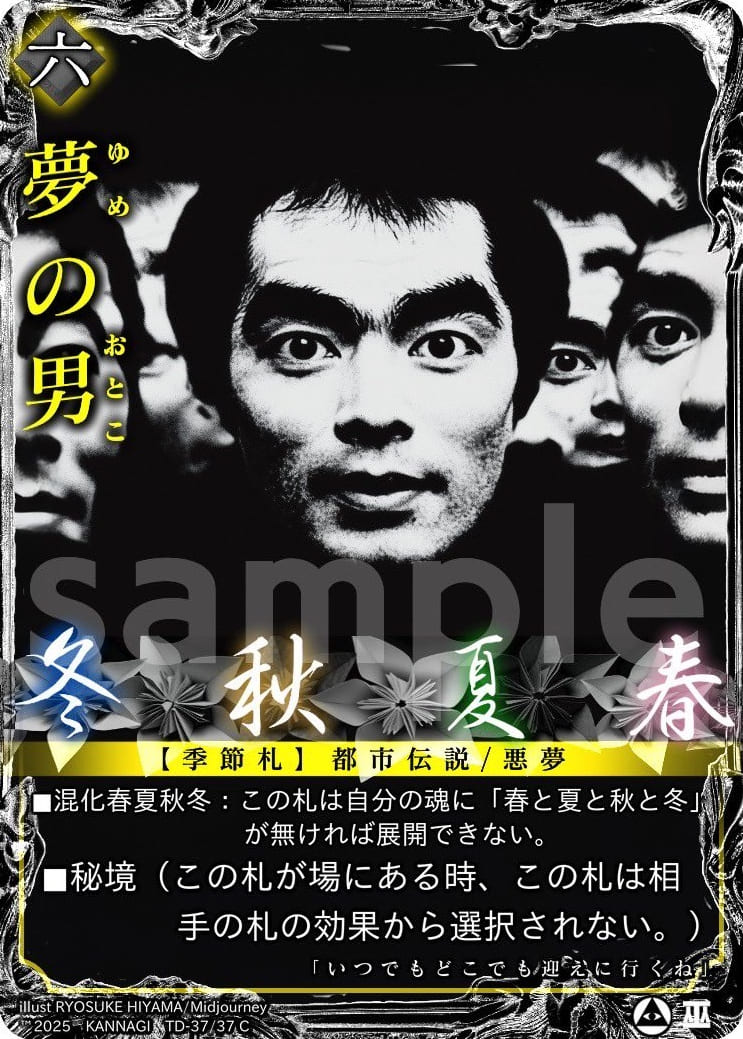 六
夢の男
ゆめ
おとこ
sample
冬 秋 夏 春
【季節札】都市伝説/悪夢
■混化春夏秋冬：この札は自分の魂に「春と夏と秋と冬」
が無ければ展開できない。
■秘境（この札が場にある時、この札は相
手の札の効果から選択されない。）
「いつでもどこでも迎えに行くね」
illust RYOSUKE HIYAMA/Midjourney
2025 KANNAGI TD-37/37 C